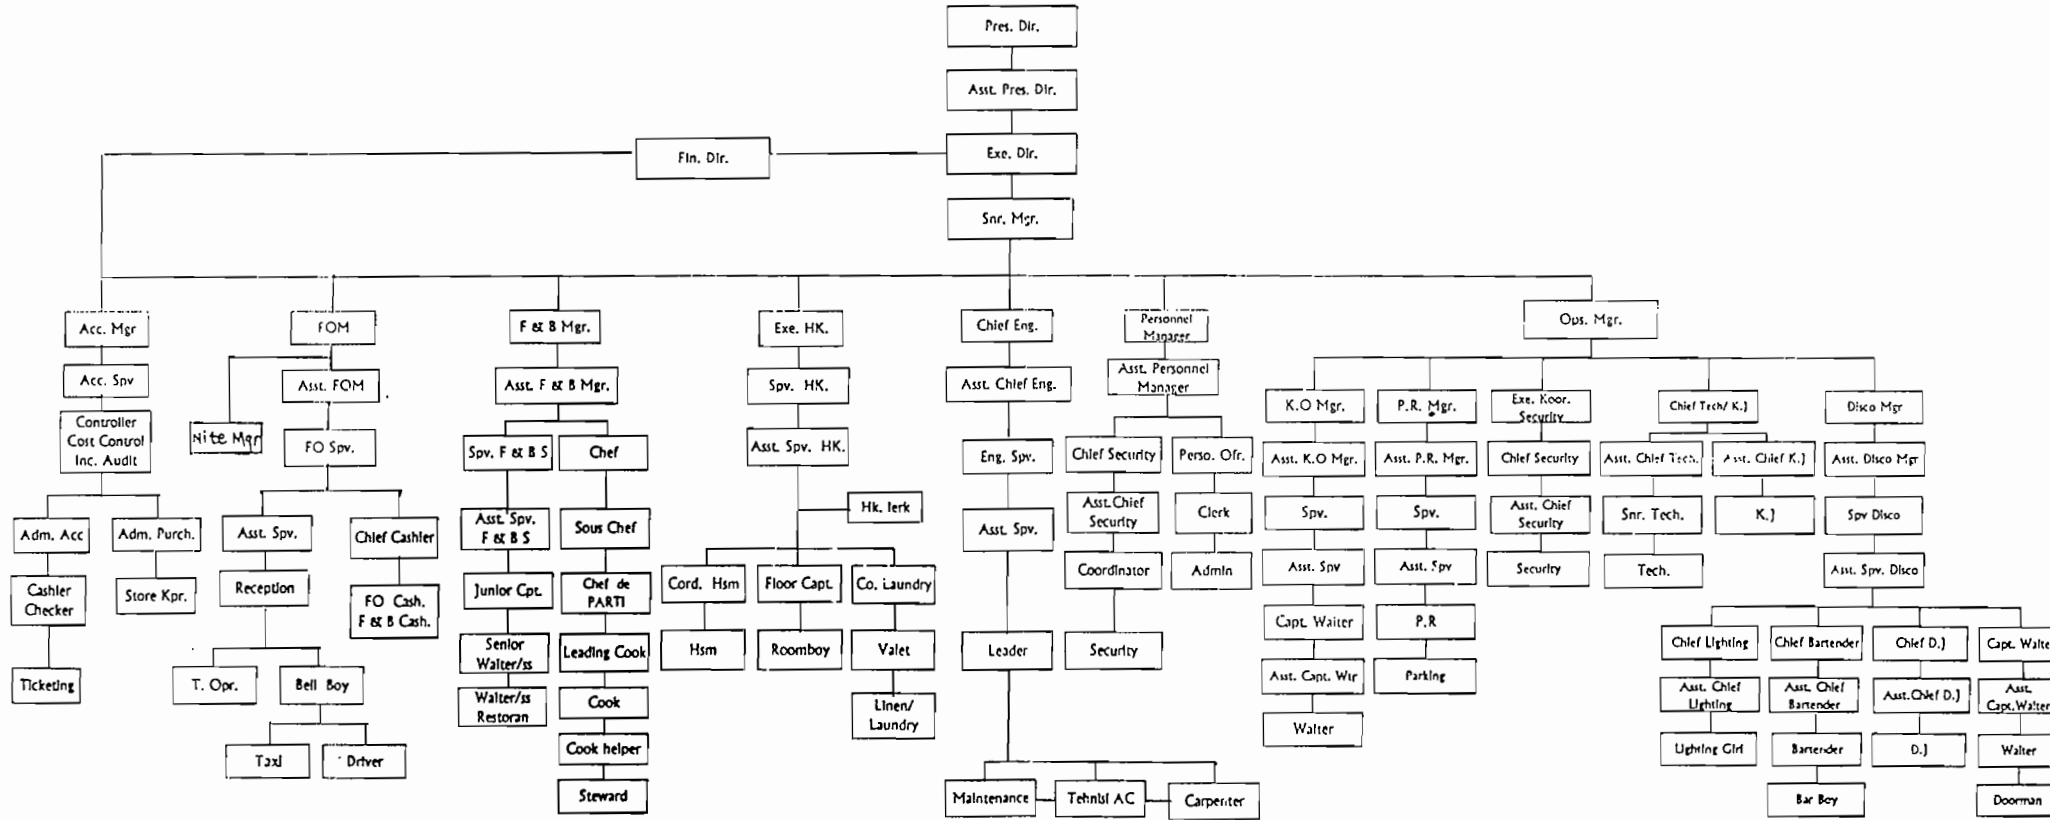 Pres. Dir.
Asst. Pres. Dir.
Fin. Dir.
Exe. Dir.
Snr. Mgr.
Acc. Mgr
FOM
F & B Mgr.
Exe. HK.
Chief Eng.
Personnel
Manager
Ops. Mgr.
Acc. Spv
Asst. FOM
Asst. F & B Mgr.
Spv. HK.
Asst. Chief Eng.
Asst. Personnel
Manager
K.O Mgr.
P.R. Mgr.
Exe. Koor.
Security
Chief Tech/ K.J
Disco Mgr
Controller
Cost Control
Inc. Audit
Nite Mgr
FO Spv.
Spv. F & B S
Chef
Asst. Spv. HK.
Eng. Spv.
Chief Security
Perso. Ofr.
Asst. K.O Mgr.
Asst. P.R. Mgr.
Chief Security
Asst. Chief Tech.
Asst. Chief K.J
Asst. Disco Mgr
Adm. Acc
Adm. Purch.
Asst. Spv.
Chief Cashier
Asst. Spv.
F & B S
Sous Chef
Hk. lerk
Asst. Spv.
Asst.Chief
Security
Clerk
Spv.
Spv.
Asst. Chief
Security
Snr. Tech.
K.J
Spv Disco
Cashier
Checker
Store Kpr.
Reception
FO Cash.
F & B Cash.
Junior Cpt.
Chef de
PARTI
Cord. Hsm
Floor Capt.
Co. Laundry
Coordinator
Admin
Asst. Spv
Asst. Spv
Security
Tech.
Asst. Spv. Disco
Senior
Waiter/ss
Leading Cook
Hsm
Roomboy
Valet
Leader
Security
Capt. Waiter
P.R
Chief Lighting
Chief Bartender
Chief D.J
Capt. Waite
Ticketing
T. Opr.
Bell Boy
Waiter/ss
Restoran
Cook
Linen/
Laundry
Asst. Capt. Wtr
Parking
Asst. Chief
Lighting
Asst. Chief
Bartender
Asst.Chief D.J
Asst.
Capt.Waiter
Taxi
Driver
Cook helper
Waiter
Lighting Girl
Bartender
D.J
Waiter
Steward
Maintenance
Tehnisi AC
Carpenter
Bar Boy
Doorman